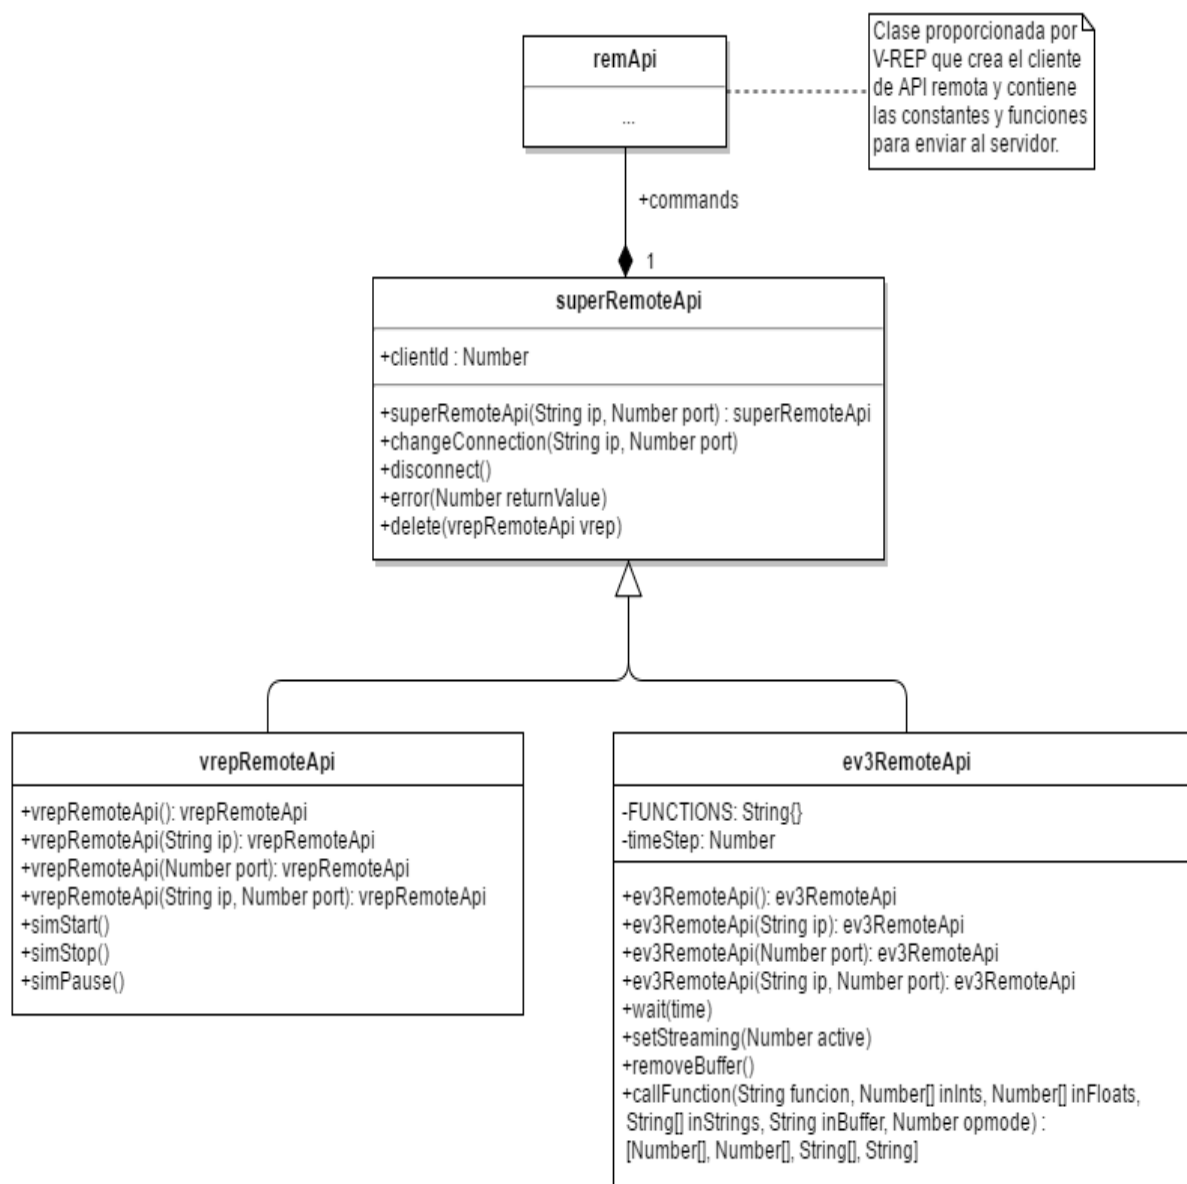 remApi
...
Clase proporcionada por
V-REP que crea el cliente
de API remota y contiene
las constantes y funciones
para enviar al servidor.
+commands
1
superRemoteApi
+clientId : Number
+superRemoteApi(String ip, Number port) : superRemoteApi
+changeConnection(String ip, Number port)
+disconnect()
+error(Number returnValue)
+delete(vrepRemoteApi vrep)
vrepRemoteApi
+vrepRemoteApi(): vrepRemoteApi
+vrepRemoteApi(String ip): vrepRemoteApi
+vrepRemoteApi(Number port): vrepRemoteApi
+vrepRemoteApi(String ip, Number port): vrepRemoteApi
+simStart()
+simStop()
+simPause()
ev3RemoteApi
-FUNCTIONS: String{}
-timeStep: Number
+ev3RemoteApi(): ev3RemoteApi
+ev3RemoteApi(String ip): ev3RemoteApi
+ev3RemoteApi(Number port): ev3RemoteApi
+ev3RemoteApi(String ip, Number port): ev3RemoteApi
+wait(time)
+setStreaming(Number active)
+removeBuffer()
+callFunction(String funcion, Number[] inInts, Number[] inFloats,
String[] inStrings, String inBuffer, Number opmode) :
[Number[], Number[], String[], String]